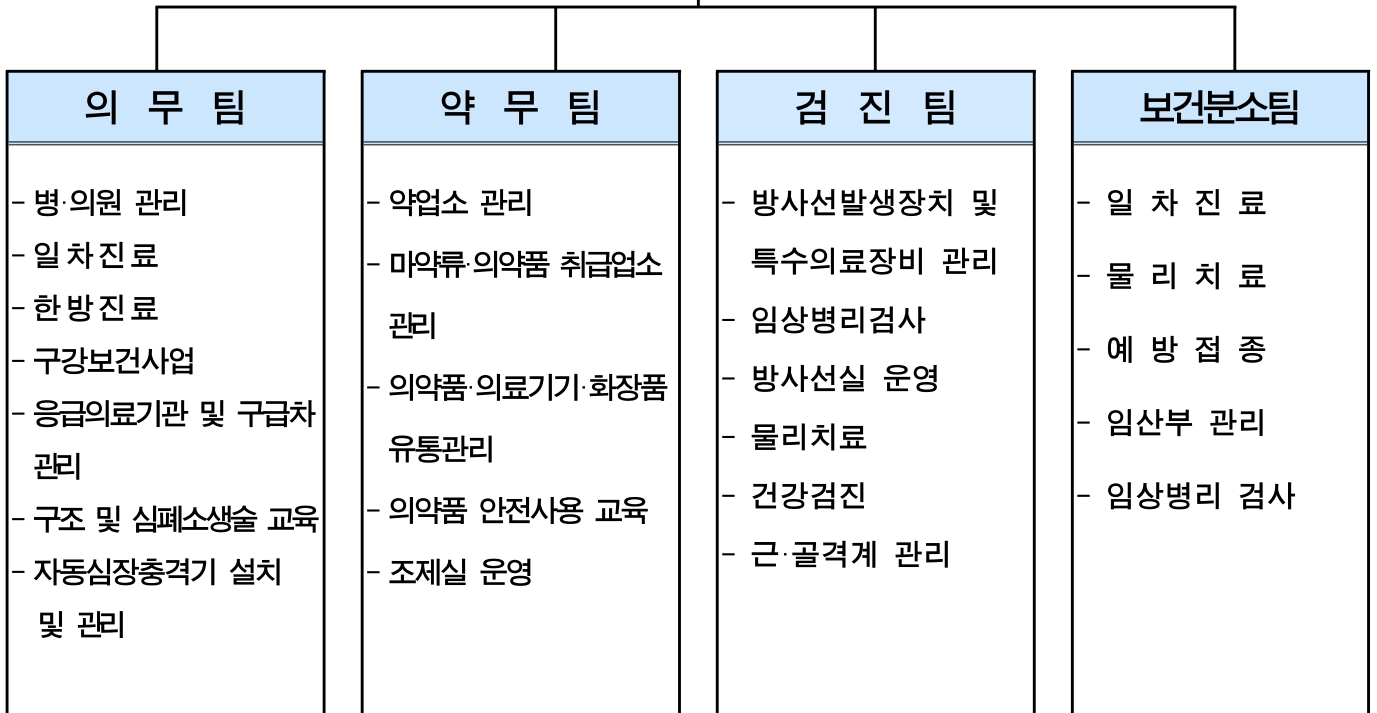 의 무 팀
- 병·의원 관리
- 일차진료
- 한방진료
- 구강보건사업
- 응급의료기관 및 구급차
관리
- 구조 및 심폐소생술 교육
- 자동심장충격기 설치
및 관리
약 무 팀
- 약업소 관리
- 마약류·의약품 취급업소
관리
- 의약품·의료기기·화장품
유통관리
- 의약품 안전사용 교육
- 조제실 운영
검 진 팀
- 방사선발생장치 및
특수의료장비 관리
- 임상병리검사
- 방사선실 운영
- 물리치료
- 건강검진
- 근·골격계 관리
보건분소팀
- 일 차 진 료
- 물 리 치 료
- 예 방 접 종
- 임산부 관리
- 임상병리 검사